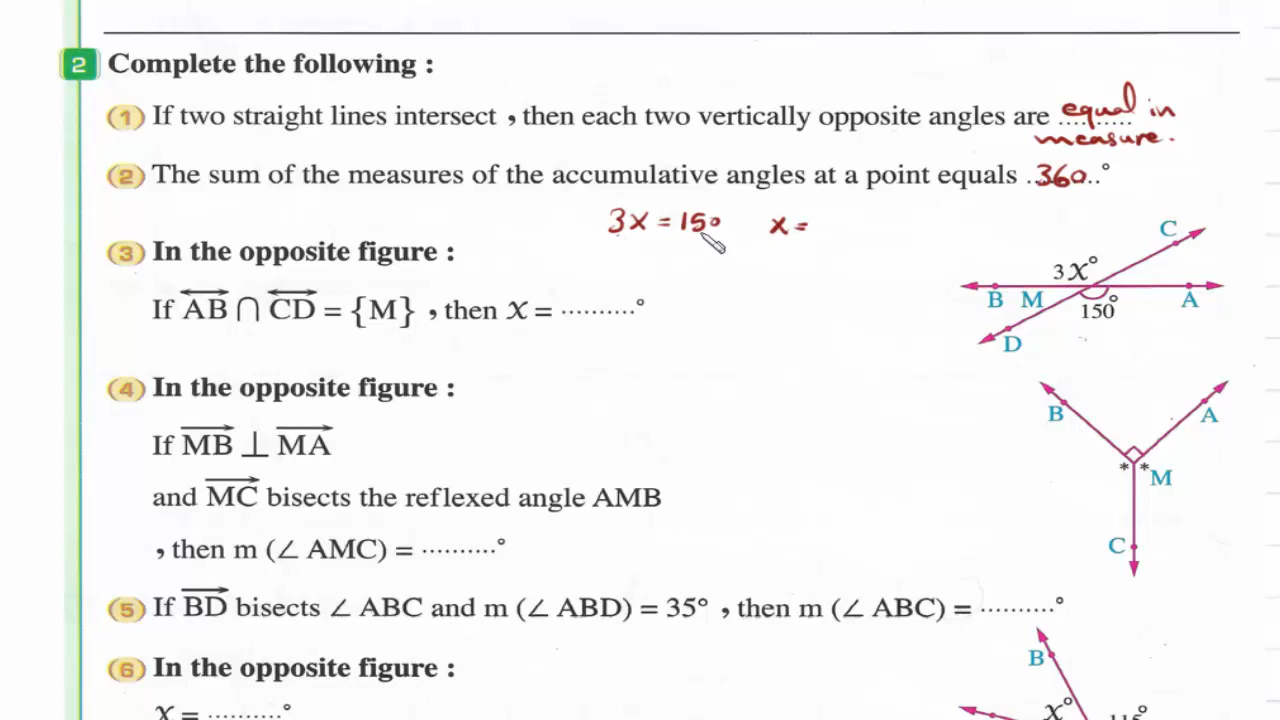 2 Complete the following :
1 If two straight lines intersect , then each two vertically opposite angles are equal in
measure.
2 The sum of the measures of the accumulative angles at a point equals ..360..°
3x = 150 x =
3 In the opposite figure :
If AB ∩ CD = {M} , then x = ..........°
C
3x°
B M A
150°
D
4 In the opposite figure :
If MB ⊥ MA
and MC bisects the reflexed angle AMB
, then m (∠ AMC) = ..........°
B A
* *
M
C
5 If BD bisects ∠ ABC and m (∠ ABD) = 35° , then m (∠ ABC) = ..........°
6 In the opposite figure :
x = ..........°
B
x° 115°